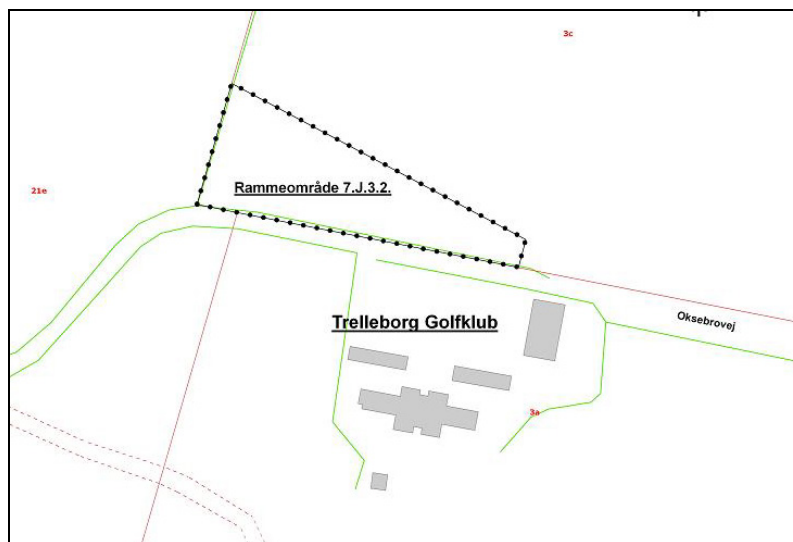 3c
21e
Rammeområde 7.J.3.2.
Trelleborg Golfklub
Oksebrovej
3a